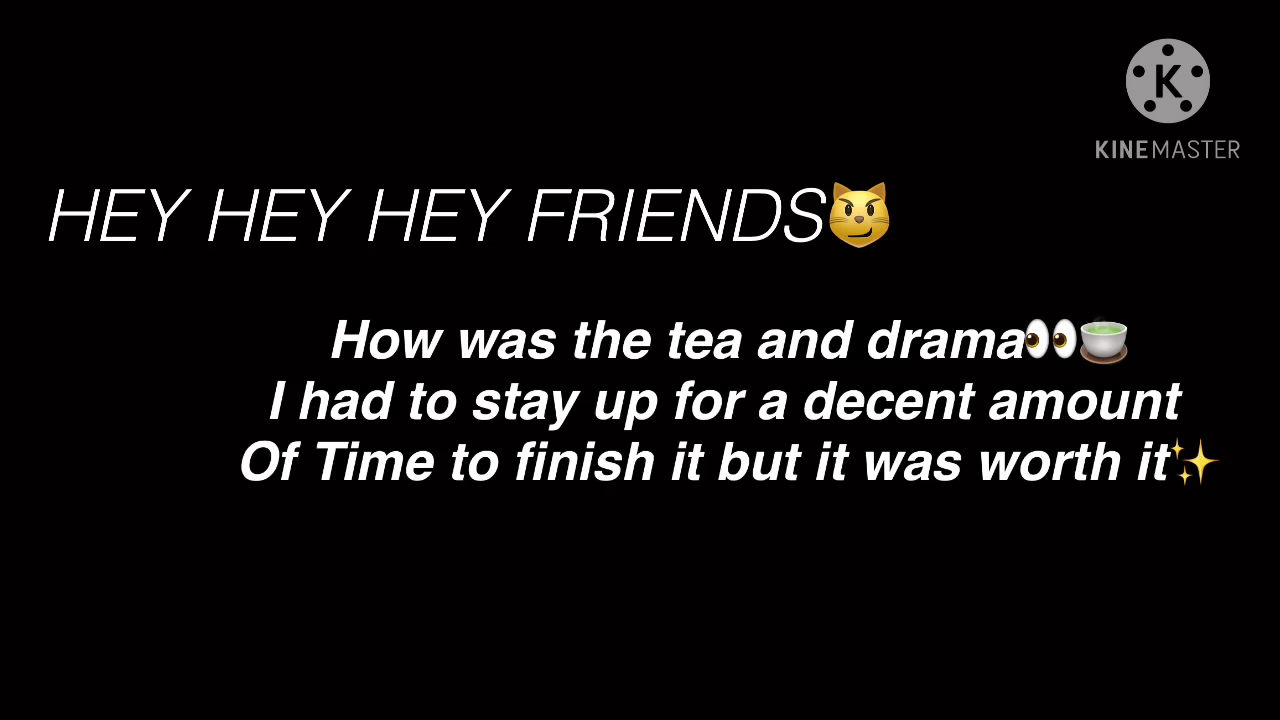 K
KINEMASTER
HEY HEY HEY FRIENDS😼
How was the tea and drama👀🍵
I had to stay up for a decent amount
Of Time to finish it but it was worth it✨